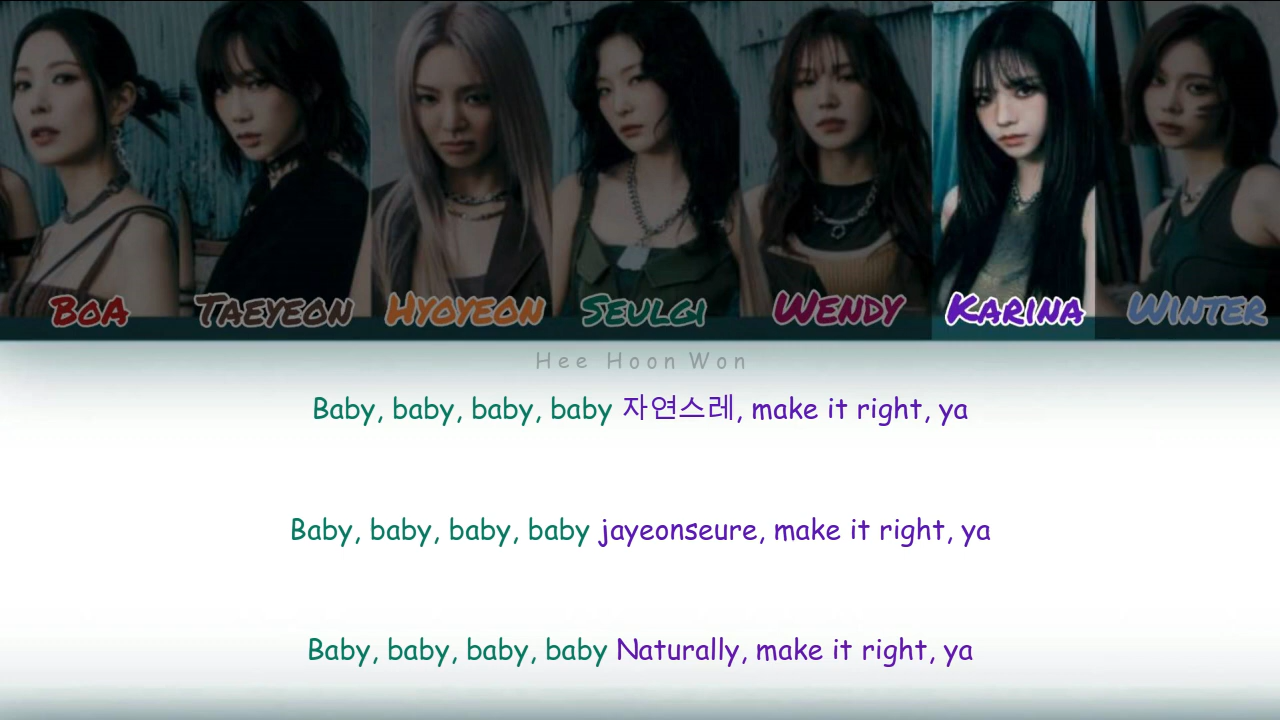 BoA Taeyeon Hyoyeon Seulgi Wendy Karina Winter
Hee Hoon Won
Baby, baby, baby, baby 자연스레, make it right, ya
Baby, baby, baby, baby jayeonseure, make it right, ya
Baby, baby, baby, baby Naturally, make it right, ya